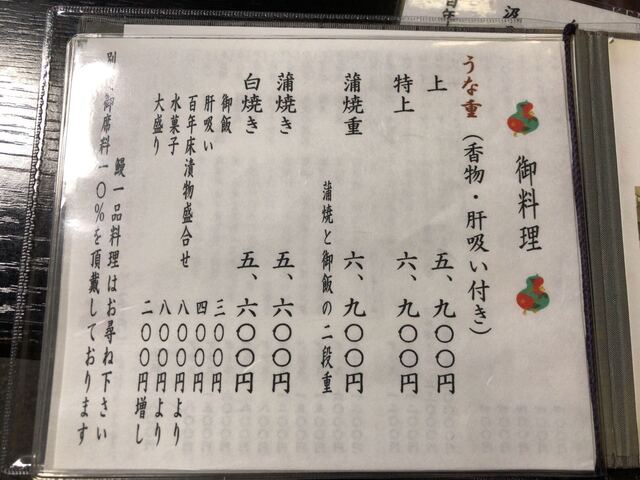 御料理
うな重（香物・肝吸い付き）
上 五、九〇〇円
特上 六、九〇〇円
蒲焼重 六、九〇〇円
蒲焼と御飯の二段重
蒲焼き 五、六〇〇円
白焼き 五、六〇〇円
御飯 三〇〇円
肝吸い 四〇〇円
百年床漬物盛合せ 八〇〇円より
水菓子 八〇〇円より
大盛り 二〇〇円増し
鰻一品料理はお尋ね下さい
御席料一〇％を頂戴しております